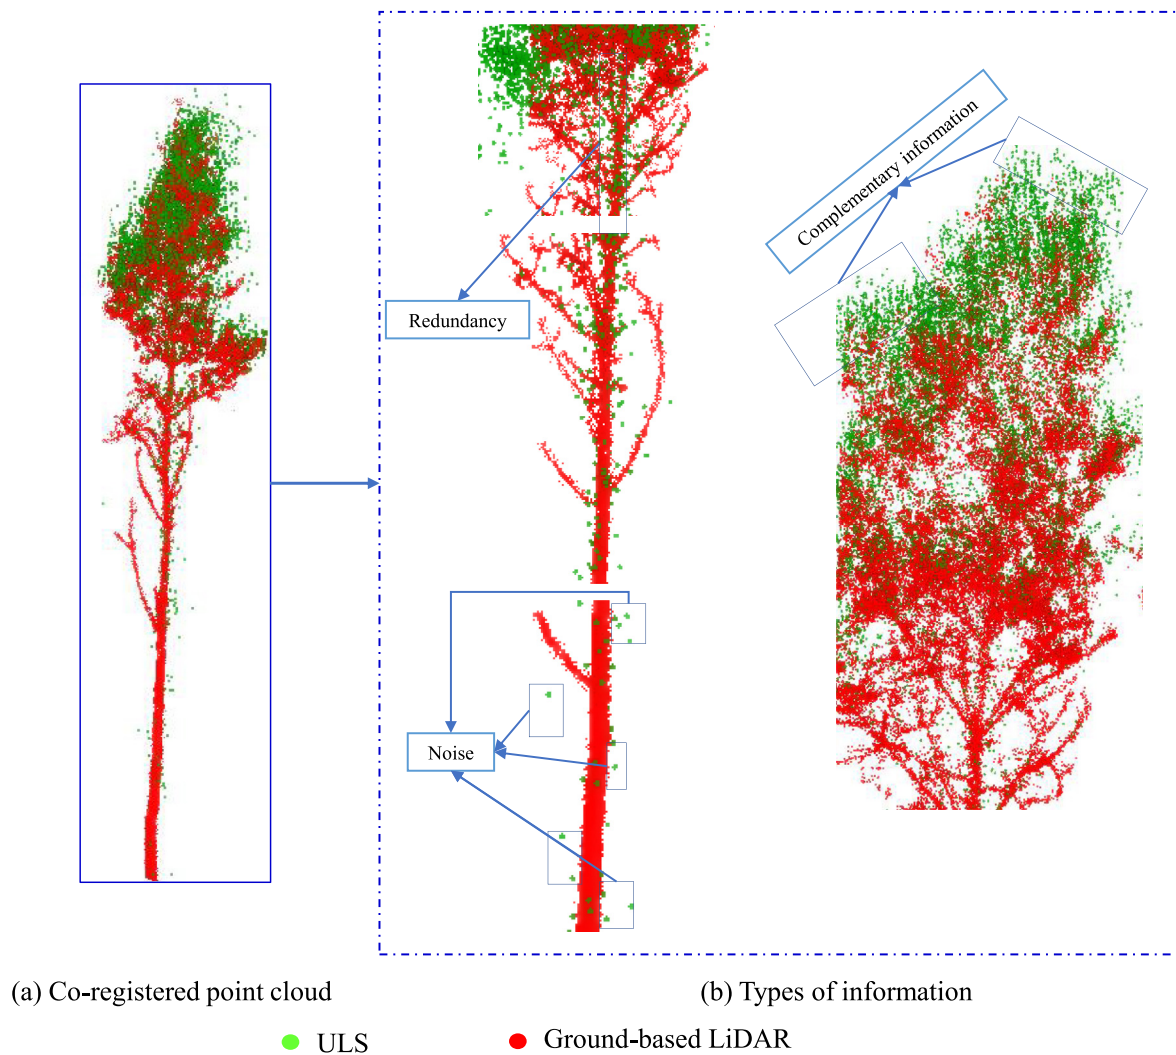 Complementary information
Redundancy
Noise
(a) Co-registered point cloud
(b) Types of information
ULS
Ground-based LiDAR